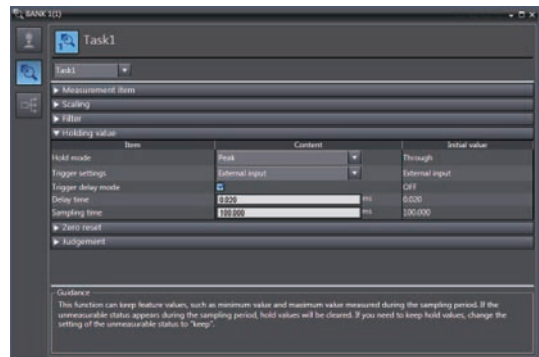 BANK 1(1)
Task1
Task1
Measurement item
Scaling
Filter
Holding value
Item Content Initial value
Hold mode Peak Through
Trigger settings External input External input
Trigger delay mode OFF
Delay time 0.020 ms 0.020
Sampling time 100.000 ms 100.000
Zero reset
Judgement
Guidance
This function can keep feature values, such as minimum value and maximum value measured during the sampling period. If the
unmeasurable status appears during the sampling period, hold values will be cleared. If you need to keep hold values, change the
setting of the unmeasurable status to "keep".